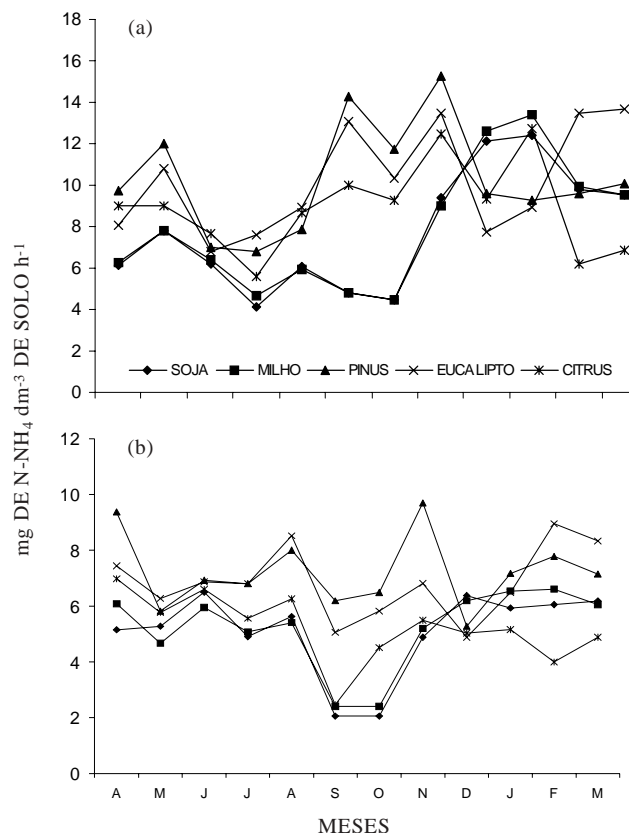 (a)
18
16
14
12
10
8
6
4
2
0
SOJA MILHO PINUS EUCALIPTO CITRUS
mg DE N-NH4 dm-3 DE SOLO h-1
(b)
12
10
8
6
4
2
0
A M J J A S O N D J F M
MESES